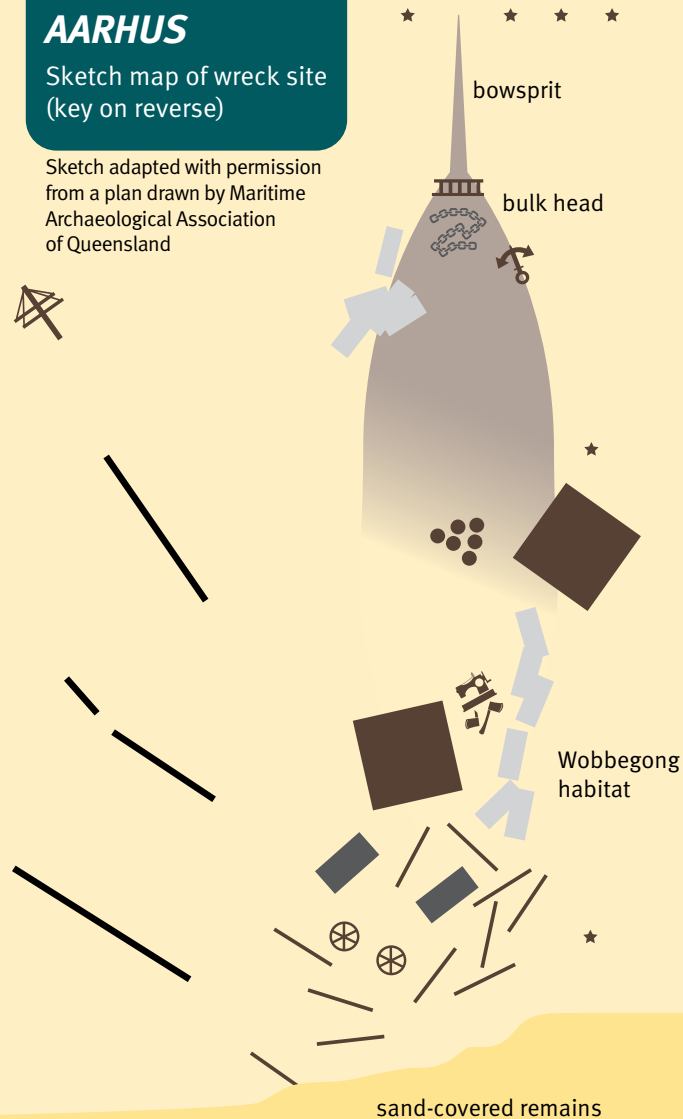 AARHUS
Sketch map of wreck site
(key on reverse)
Sketch adapted with permission
from a plan drawn by Maritime
Archaeological Association
of Queensland
bowsprit
bulk head
Wobbegong
habitat
sand-covered remains